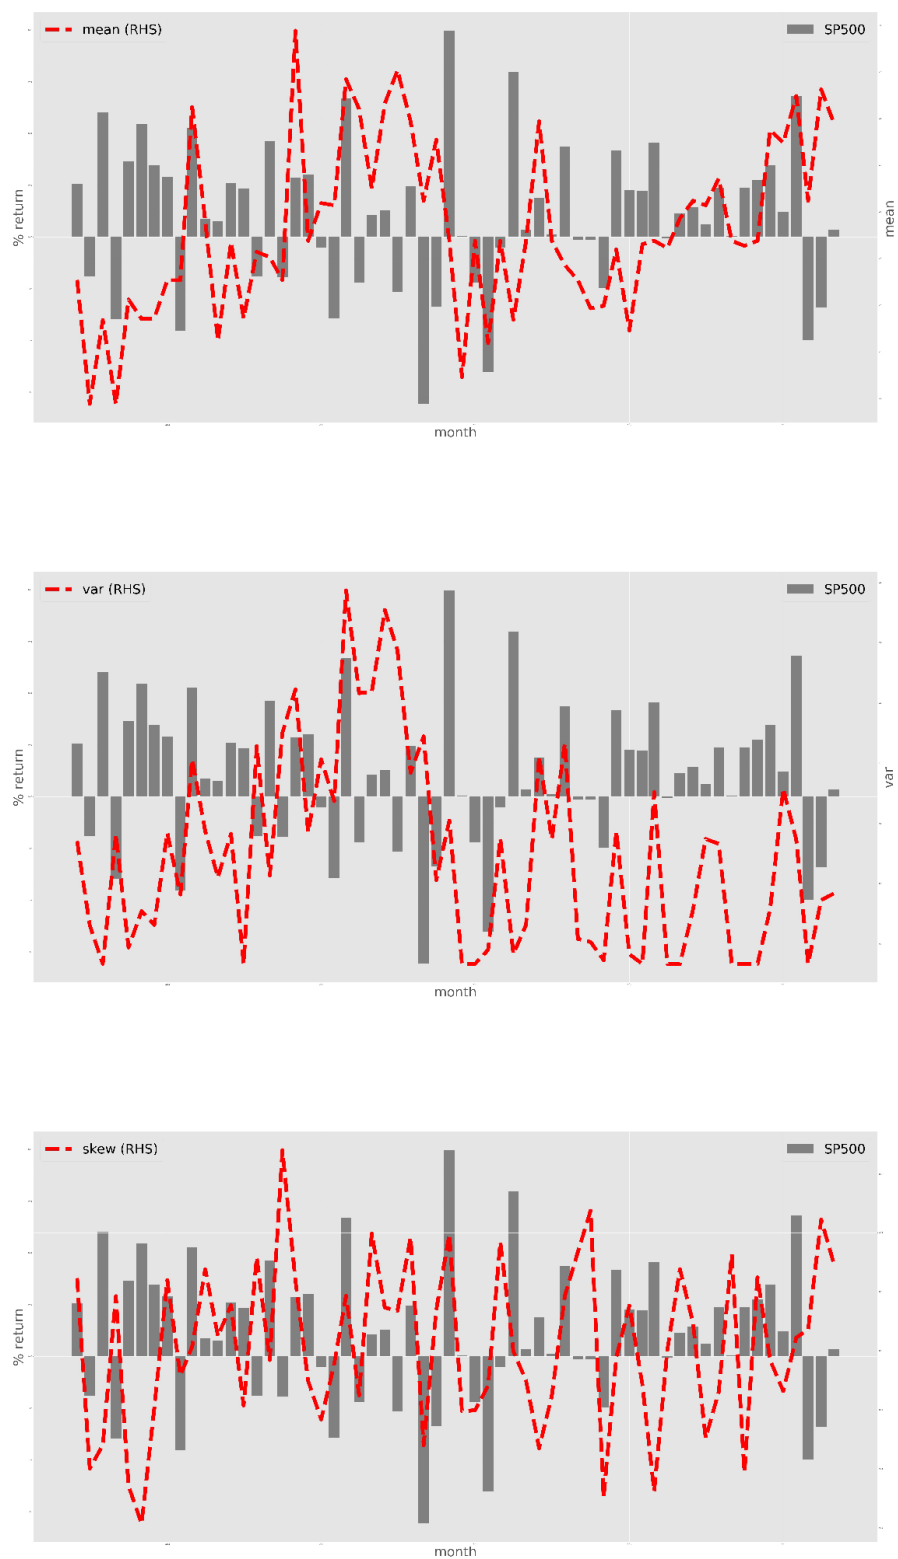 mean (RHS)
SP500
% return
mean
month
var (RHS)
SP500
% return
var
month
skew (RHS)
SP500
% return
month